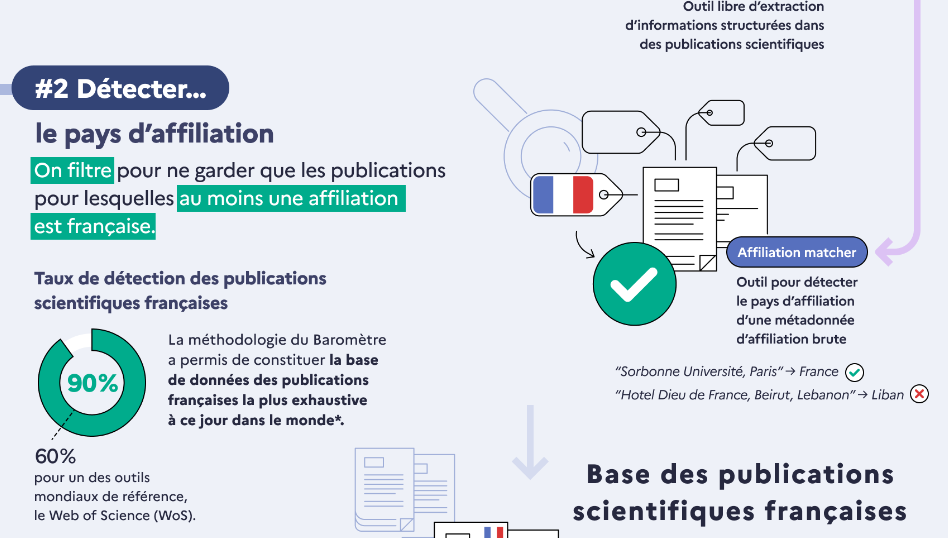 Outil libre d'extraction
d'informations structurées dans
des publications scientifiques
#2 Détecter...
le pays d'affiliation
On filtre pour ne garder que les publications
pour lesquelles au moins une affiliation
est française.
Affiliation matcher
Outil pour détecter
le pays d'affiliation
d'une métadonnée
d'affiliation brute
"Sorbonne Université, Paris" → France
"Hotel Dieu de France, Beirut, Lebanon" → Liban
Taux de détection des publications
scientifiques françaises
90%
La méthodologie du Baromètre
a permis de constituer la base
de données des publications
françaises la plus exhaustive
à ce jour dans le monde*.
60%
pour un des outils
mondiaux de référence,
le Web of Science (WoS).
Base des publications
scientifiques françaises